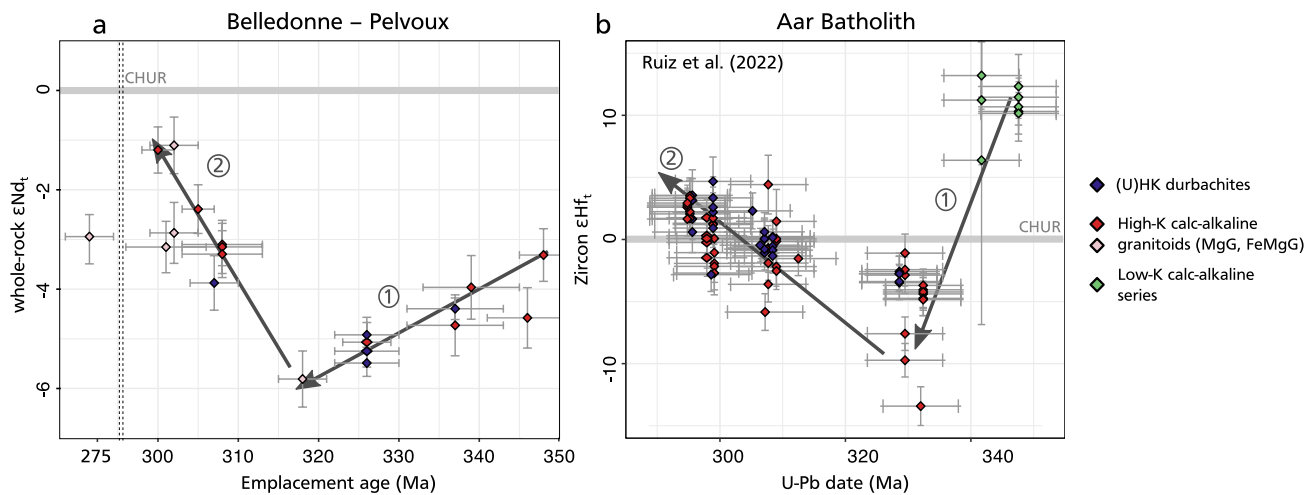 a
Belledonne – Pelvoux
CHUR
0
-2
-4
-6
whole-rock εNdt
1
2
275
300
310
320
330
340
350
Emplacement age (Ma)
b
Aar Batholith
Ruiz et al. (2022)
CHUR
10
0
-10
Zircon εHft
1
2
300
320
340
U-Pb date (Ma)
(U)HK durbachites
High-K calc-alkaline
granitoids (MgG, FeMgG)
Low-K calc-alkaline
series